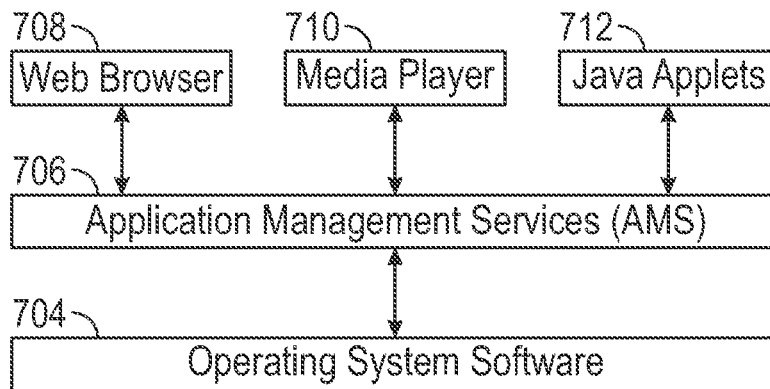 708 710 712
Web Browser Media Player Java Applets
706
Application Management Services (AMS)
704
Operating System Software